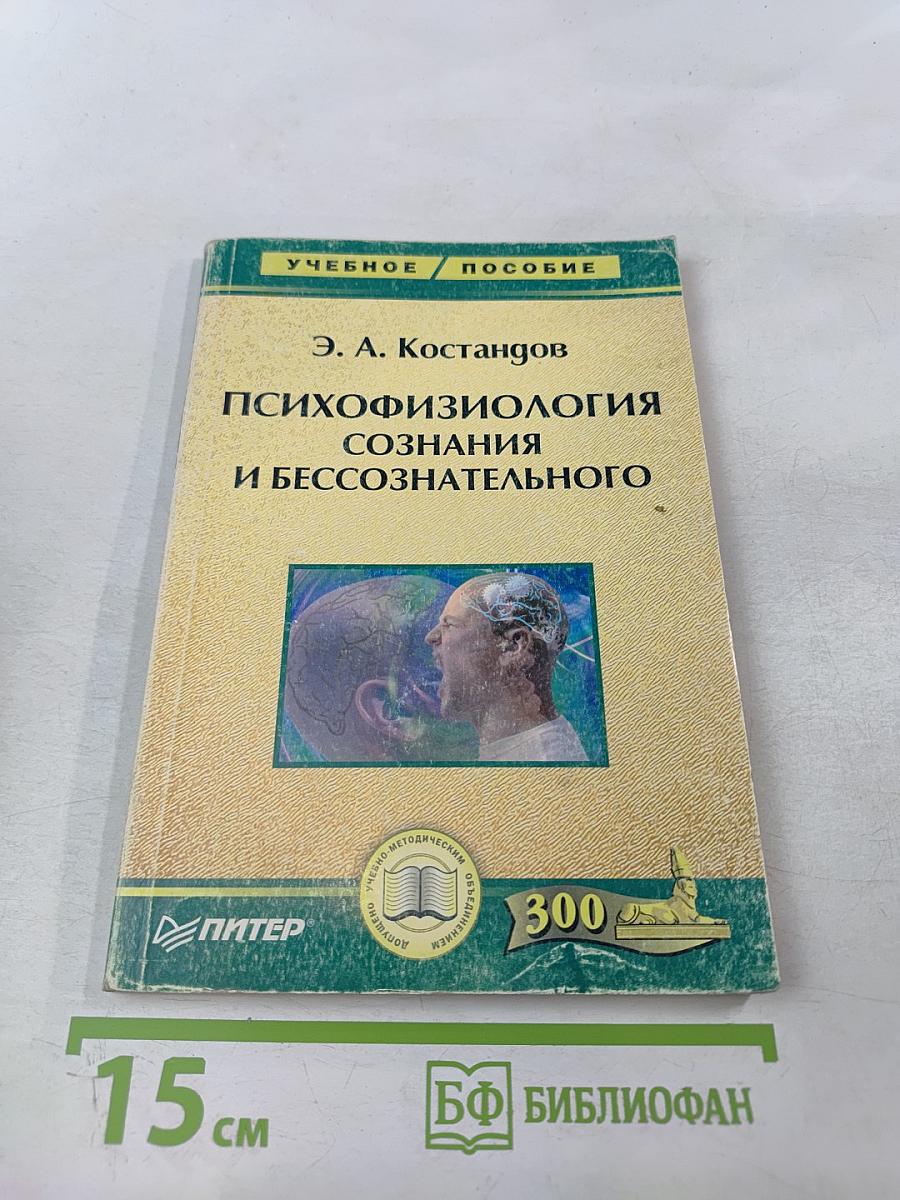 УЧЕБНОЕ / ПОСОБИЕ
Э. А. Костандов
ПСИХОФИЗИОЛОГИЯ
СОЗНАНИЯ
И БЕССОЗНАТЕЛЬНОГО
ДОПУЩЕНО УЧЕБНО-МЕТОДИЧЕСКИМ ОБЪЕДИНЕНИЕМ
ПИТЕР®
300
15 см
БФ БИБЛИОФАН